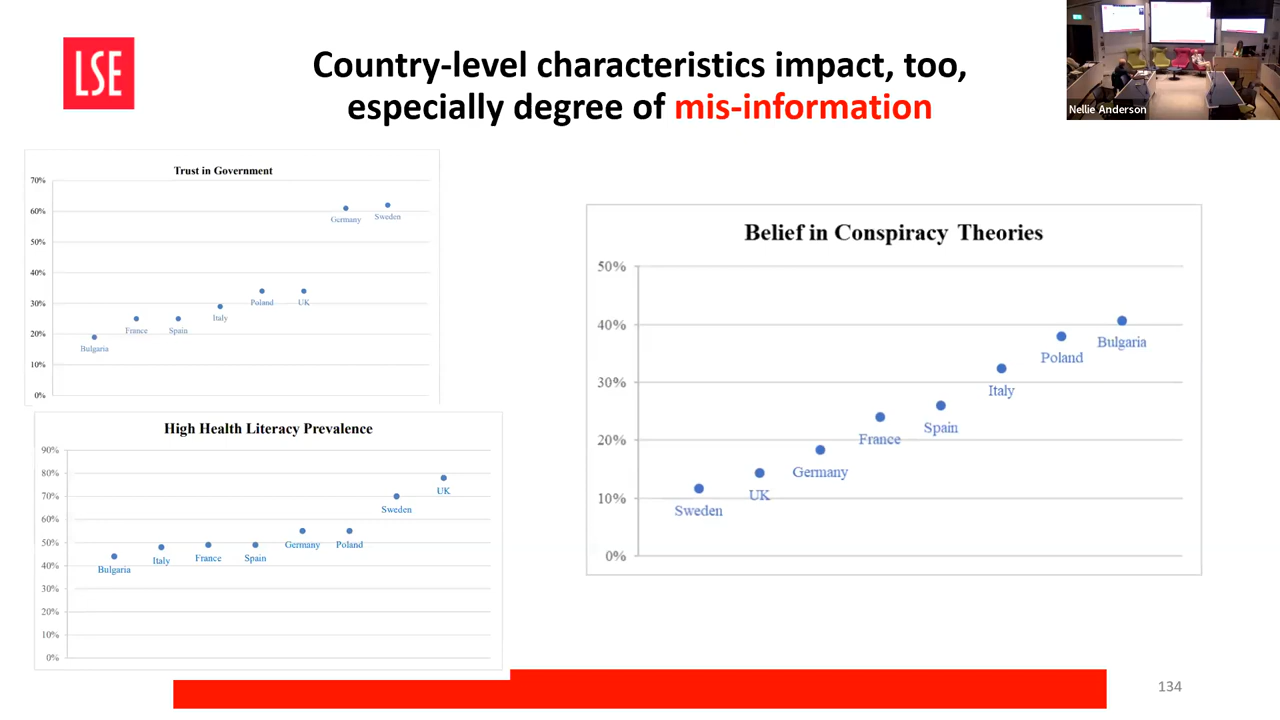 LSE
Country-level characteristics impact, too,
especially degree of mis-information
Nellie Anderson
Trust in Government
70%
60%
50%
40%
30%
20%
10%
0%
Bulgaria
France
Spain
Italy
Poland
UK
Germany
Sweden
High Health Literacy Prevalence
90%
80%
70%
60%
50%
40%
30%
20%
10%
0%
Bulgaria
Italy
France
Spain
Germany
Poland
Sweden
UK
Belief in Conspiracy Theories
50%
40%
30%
20%
10%
0%
Sweden
UK
Germany
France
Spain
Italy
Poland
Bulgaria
134